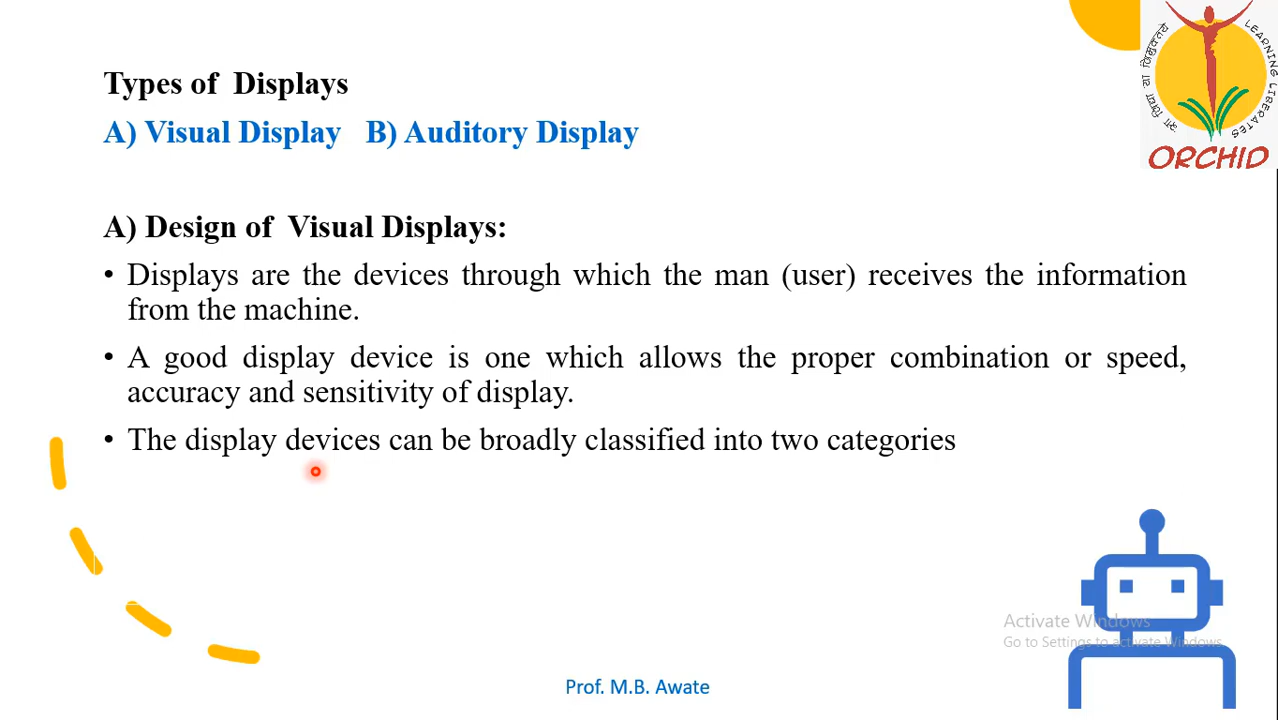 Types of Displays
A) Visual Display B) Auditory Display
A) Design of Visual Displays:
• Displays are the devices through which the man (user) receives the information
from the machine.
• A good display device is one which allows the proper combination or speed,
accuracy and sensitivity of display.
• The display devices can be broadly classified into two categories
LEARNING LIBERATES
ORCHID
Activate Windows
Go to Settings to activate Windows.
Prof. M.B. Awate